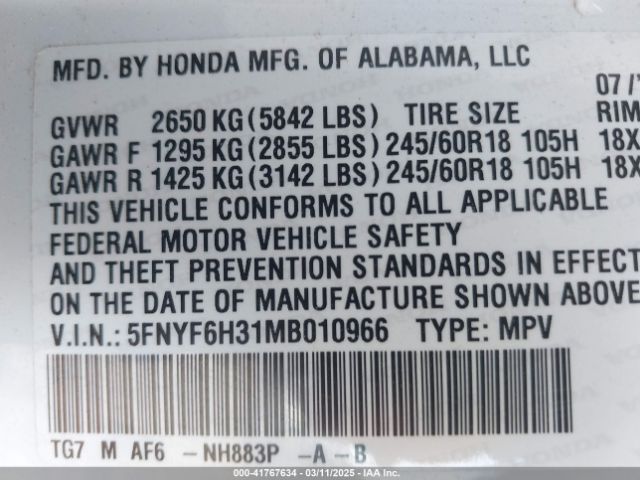 MFD. BY HONDA MFG. OF ALABAMA, LLC
07/
GVWR 2650 KG (5842 LBS) TIRE SIZE RIM
GAWR F 1295 KG (2855 LBS) 245/60R18 105H 18X
GAWR R 1425 KG (3142 LBS) 245/60R18 105H 18X
THIS VEHICLE CONFORMS TO ALL APPLICABLE
FEDERAL MOTOR VEHICLE SAFETY
AND THEFT PREVENTION STANDARDS IN EFFECT
ON THE DATE OF MANUFACTURE SHOWN ABOVE
V.I.N.: 5FNYF6H31MB010966 TYPE: MPV
TG7 M AF6 - NH883P - A - B
000-41767634 - 03/11/2025 - IAA Inc.